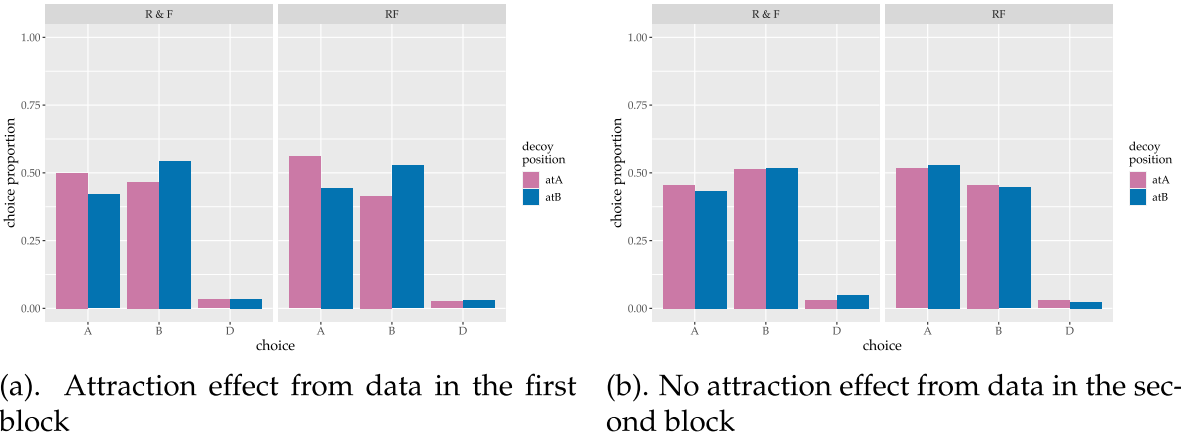 R & F
RF
1.00
0.75
0.50
0.25
0.00
choice proportion
A
B
D
A
B
D
choice
decoy
position
atA
atB
(a). Attraction effect from data in the first
block
R & F
RF
1.00
0.75
0.50
0.25
0.00
choice proportion
A
B
D
A
B
D
choice
decoy
position
atA
atB
(b). No attraction effect from data in the sec-
ond block